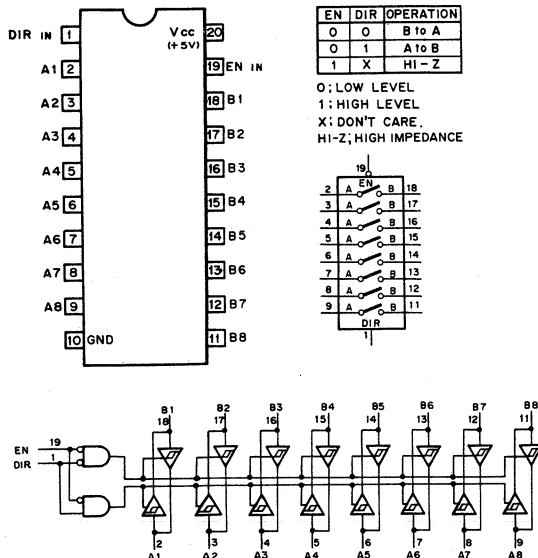 DIR IN 1
A1 2
A2 3
A3 4
A4 5
A5 6
A6 7
A7 8
A8 9
10 GND
Vcc 20
(+5V)
19 EN IN
18 B1
17 B2
16 B3
15 B4
14 B5
13 B6
12 B7
11 B8
EN DIR OPERATION
0 0 B to A
0 1 A to B
1 X HI-Z
0; LOW LEVEL
1; HIGH LEVEL
X; DON'T CARE.
HI-Z; HIGH IMPEDANCE
19
EN
2 A B 18
3 A B 17
4 A B 16
5 A B 15
6 A B 14
7 A B 13
8 A B 12
9 A B 11
DIR
1
B1 B2 B3 B4 B5 B6 B7 B8
18 17 16 15 14 13 12 11
EN 19
DIR 1
2 3 4 5 6 7 8 9
A1 A2 A3 A4 A5 A6 A7 A8